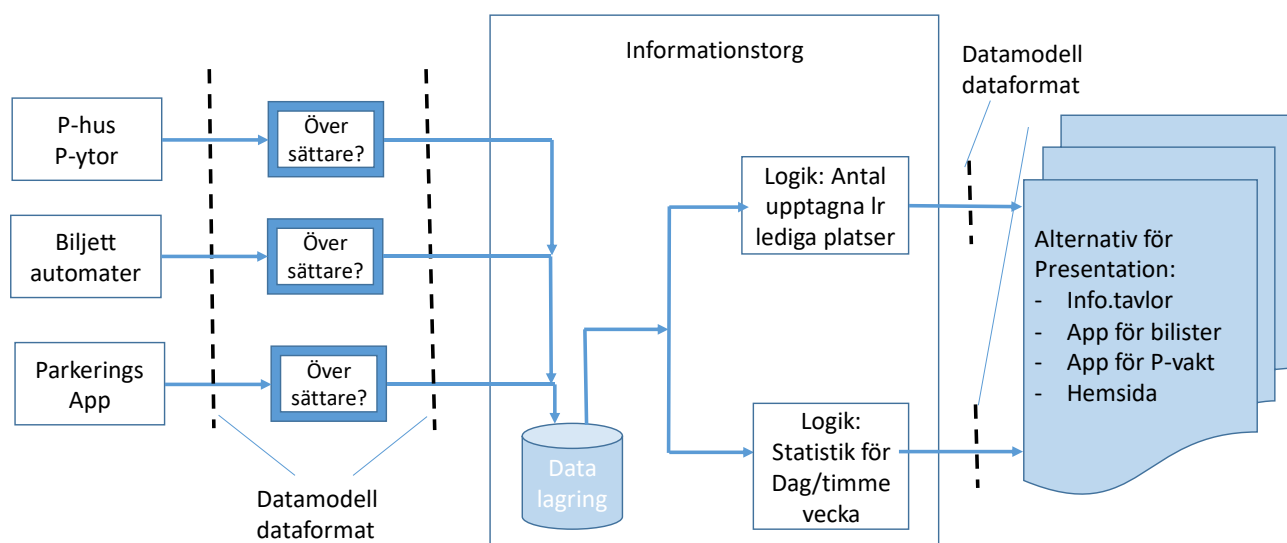 P-hus
P-ytor
Biljett
automater
Parkerings
App
Över
sättare?
Över
sättare?
Över
sättare?
Datamodell
dataformat
Informationstorg
Data
lagring
Logik: Antal
upptagna lr
lediga platser
Logik:
Statistik för
Dag/timme
vecka
Datamodell
dataformat
Alternativ för
Presentation:
- Info.tavlor
- App för bilister
- App för P-vakt
- Hemsida